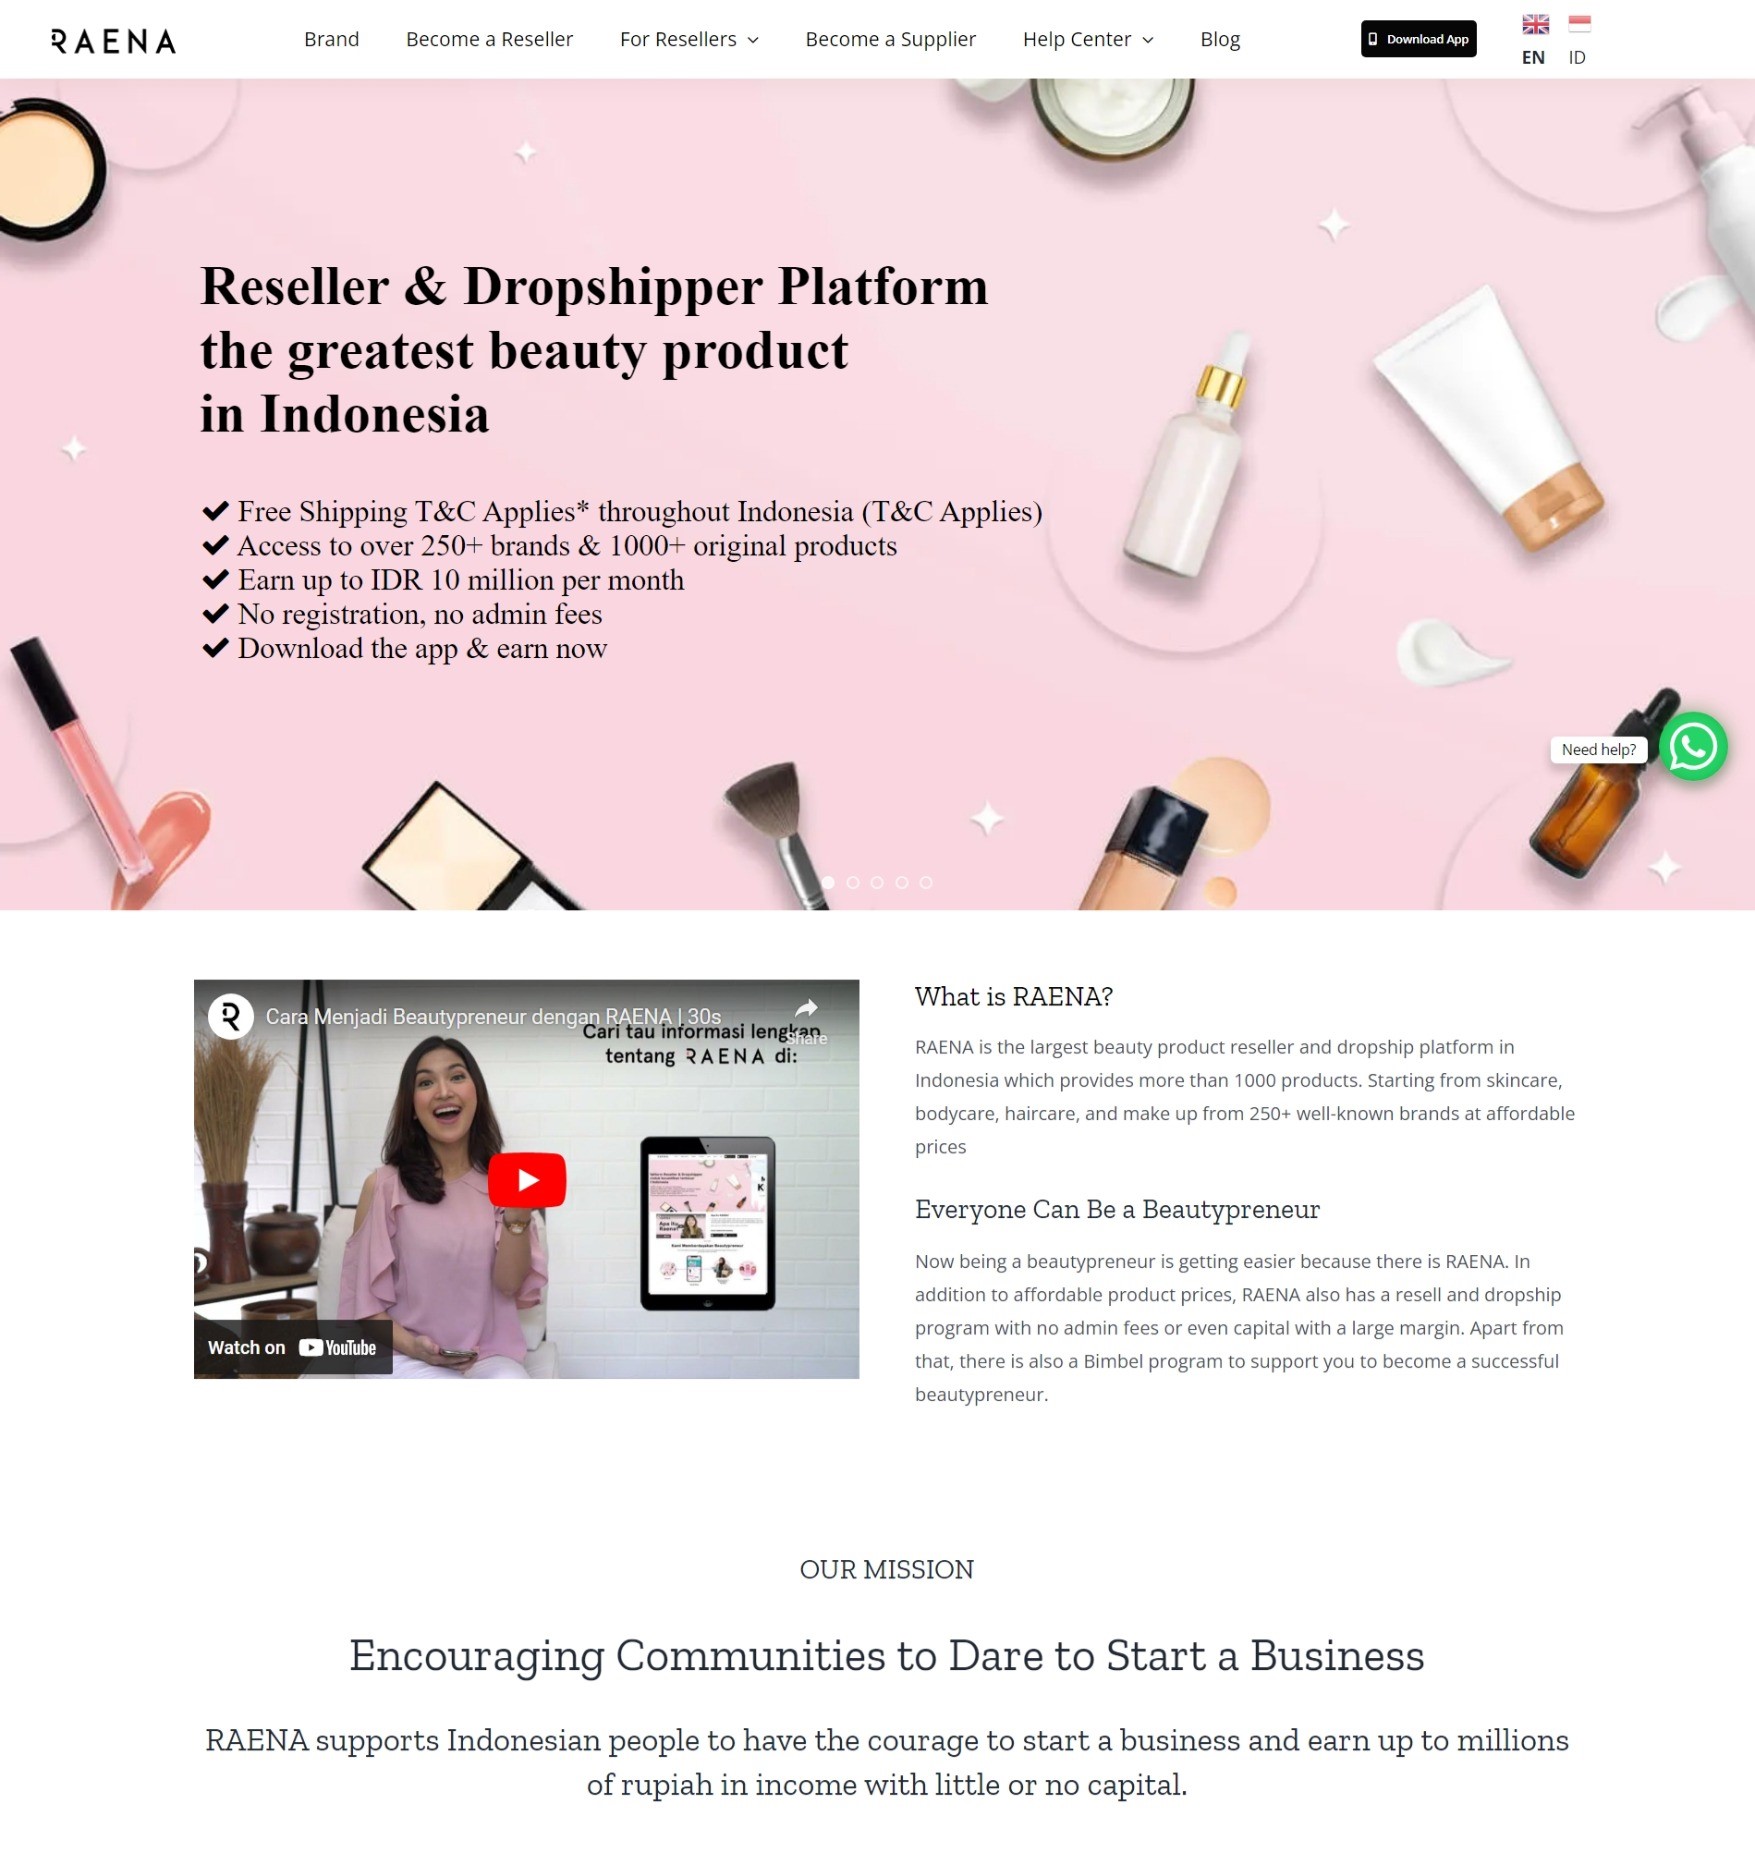 RAENA
Brand
Become a Reseller
For Resellers
Become a Supplier
Help Center
Blog
Download App
EN
ID
Reseller & Dropshipper Platform
the greatest beauty product
in Indonesia
Free Shipping T&C Applies* throughout Indonesia (T&C Applies)
Access to over 250+ brands & 1000+ original products
Earn up to IDR 10 million per month
No registration, no admin fees
Download the app & earn now
Need help?
Cara Menjadi Beautypreneur dengan RAENA | 30s
Share
Cari tau informasi lengkap
tentang RAENA di:
Watch on YouTube
What is RAENA?
RAENA is the largest beauty product reseller and dropship platform in
Indonesia which provides more than 1000 products. Starting from skincare,
bodycare, haircare, and make up from 250+ well-known brands at affordable
prices
Everyone Can Be a Beautypreneur
Now being a beautypreneur is getting easier because there is RAENA. In
addition to affordable product prices, RAENA also has a resell and dropship
program with no admin fees or even capital with a large margin. Apart from
that, there is also a Bimbel program to support you to become a successful
beautypreneur.
OUR MISSION
Encouraging Communities to Dare to Start a Business
RAENA supports Indonesian people to have the courage to start a business and earn up to millions
of rupiah in income with little or no capital.